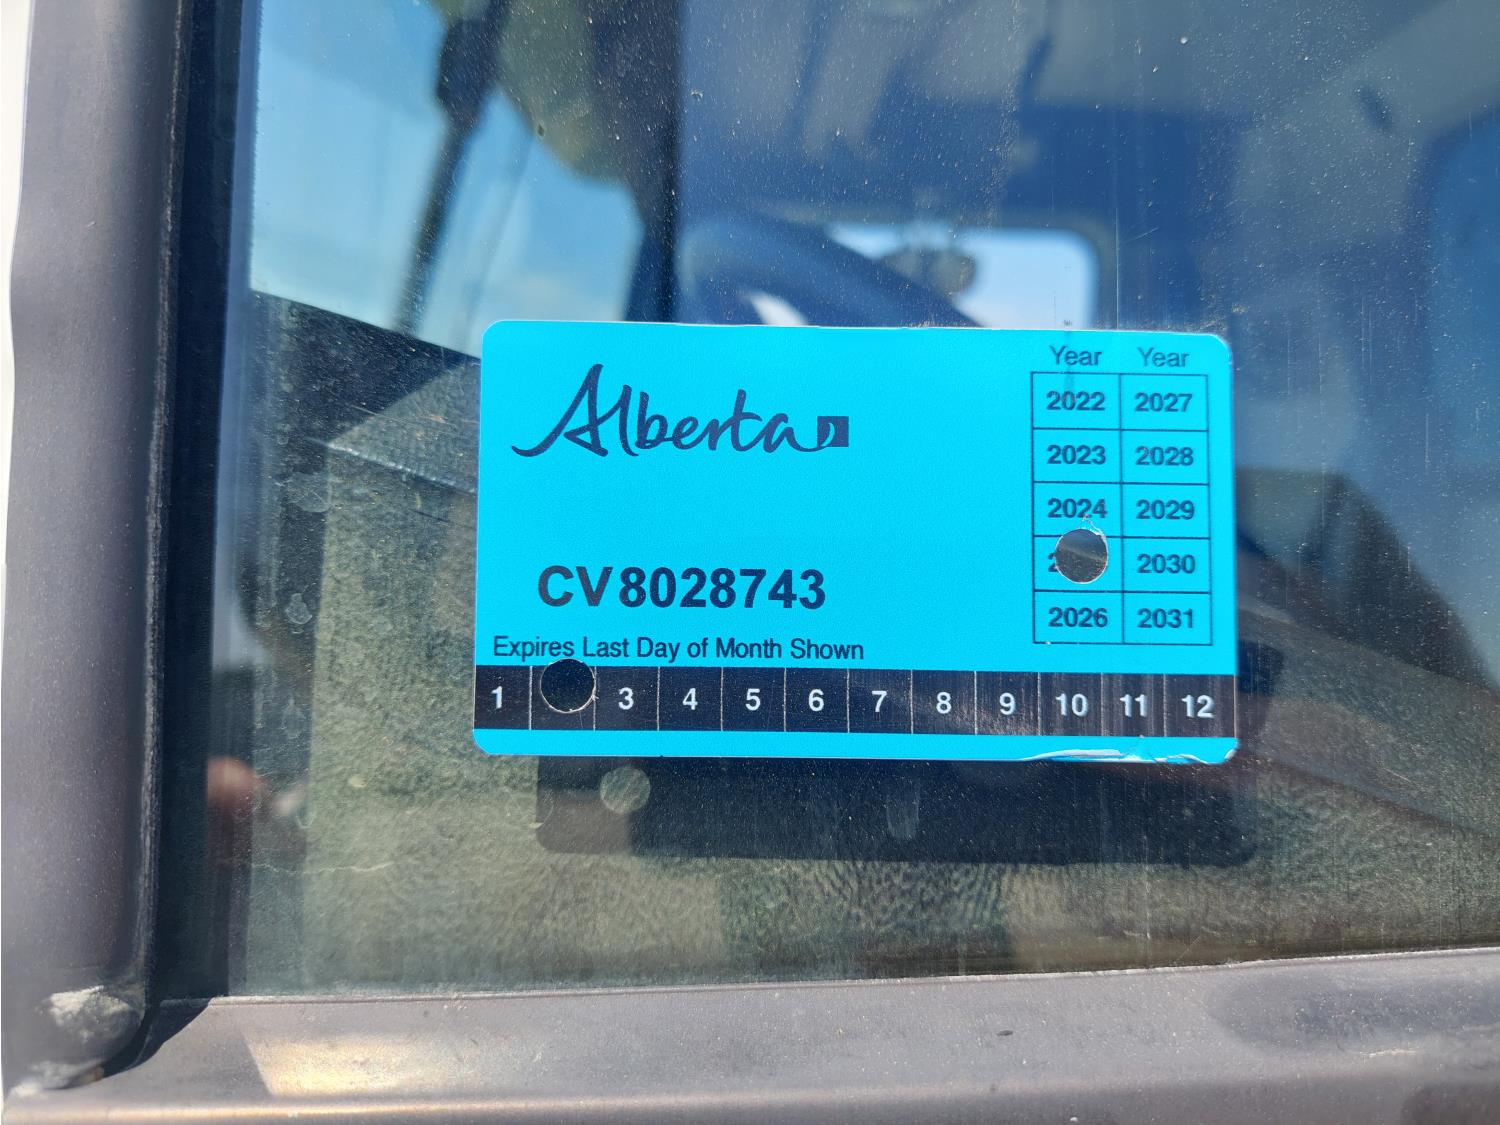 Alberta
Year Year
2022 2027
2023 2028
2024 2029
2030
2026 2031
CV8028743
Expires Last Day of Month Shown
1 3 4 5 6 7 8 9 10 11 12